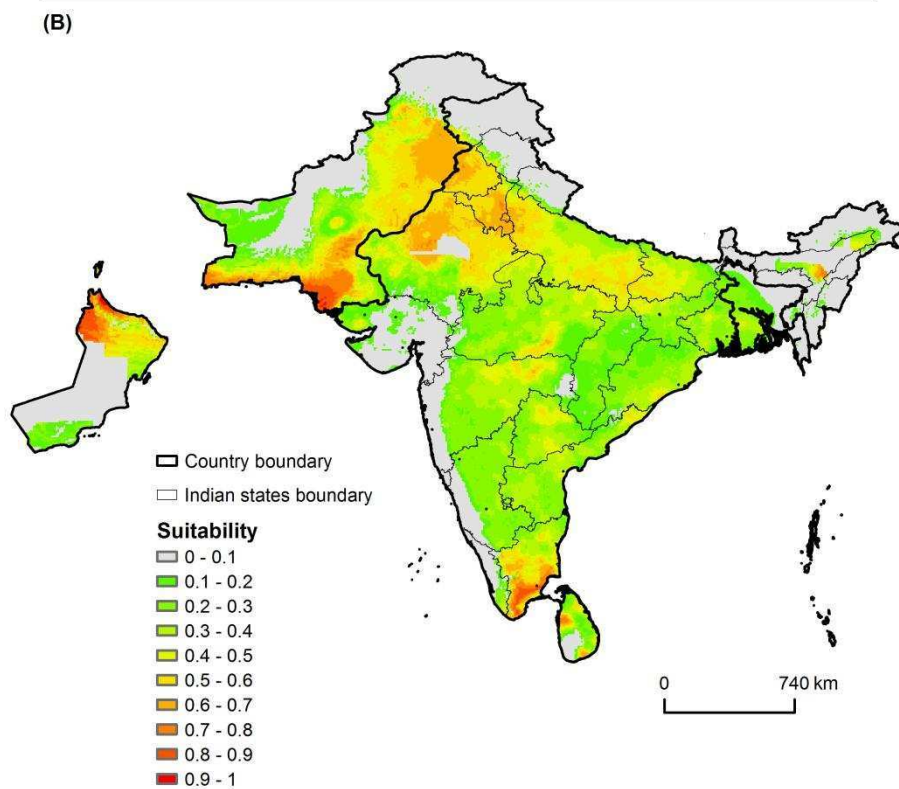 (B)
Country boundary
Indian states boundary
Suitability
0 - 0.1
0.1 - 0.2
0.2 - 0.3
0.3 - 0.4
0.4 - 0.5
0.5 - 0.6
0.6 - 0.7
0.7 - 0.8
0.8 - 0.9
0.9 - 1
0 740 km